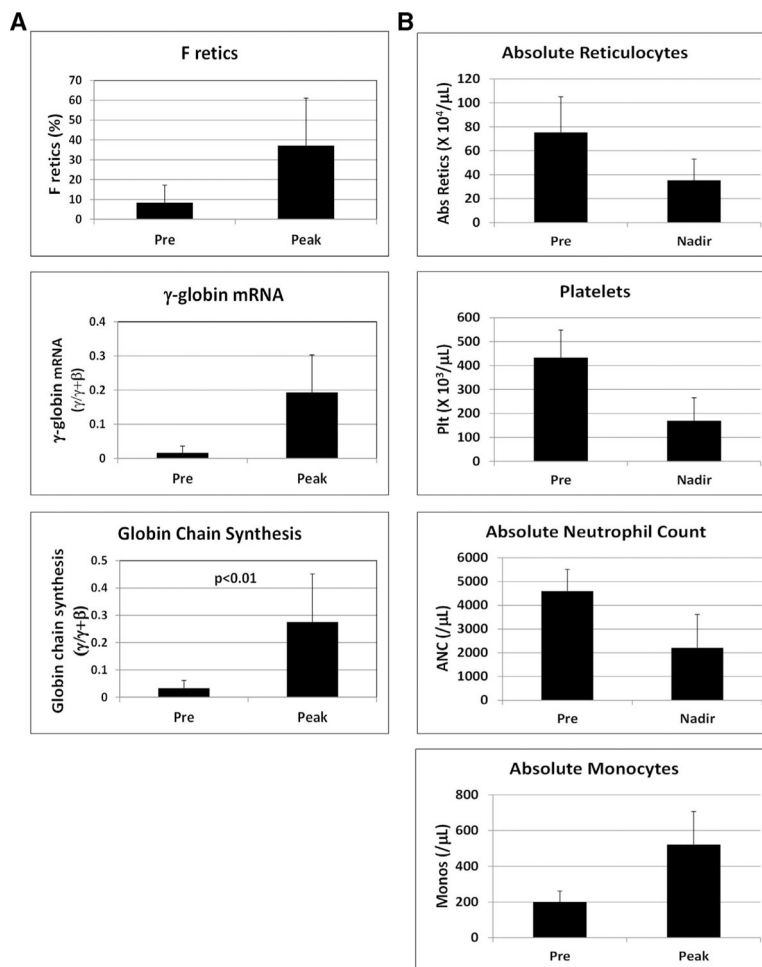 A
F retics
F retics (%)
70
60
50
40
30
20
10
0
Pre Peak
γ-globin mRNA
γ-globin mRNA
(γ/γ+β)
0.4
0.3
0.2
0.1
0
Pre Peak
Globin Chain Synthesis
Globin chain synthesis
(γ/γ+β)
0.5
0.4
0.3
0.2
0.1
0
p<0.01
Pre Peak
B
Absolute Reticulocytes
Abs Retics (X 10⁴/μL)
120
100
80
60
40
20
0
Pre Nadir
Platelets
Plt (X 10³/μL)
600
500
400
300
200
100
0
Pre Nadir
Absolute Neutrophil Count
ANC (/μL)
6000
5000
4000
3000
2000
1000
0
Pre Nadir
Absolute Monocytes
Monos (/μL)
800
600
400
200
0
Pre Peak